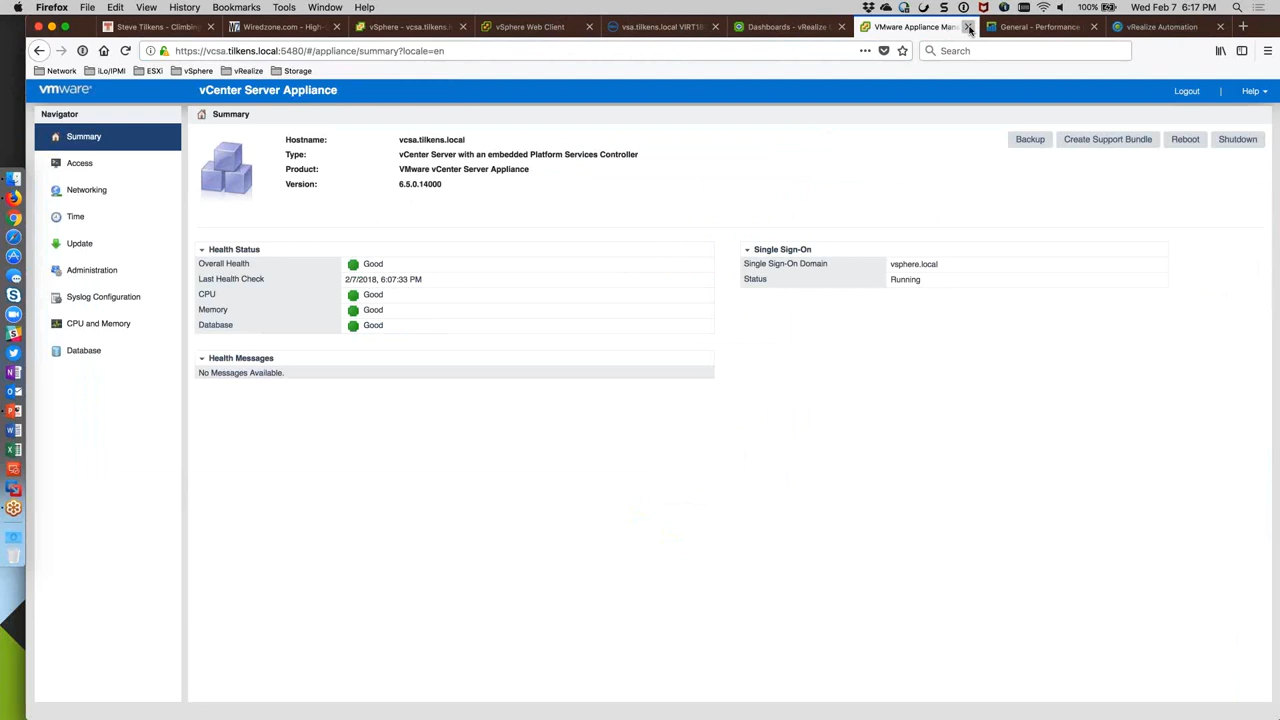 Firefox File Edit View History Bookmarks Tools Window Help 100% Wed Feb 7 6:17 PM
Steve Tilkens – Climbin Wiredzone.com - High- vSphere - vcsa.tilkens. vSphere Web Client vsa.tilkens.local VIRT Dashboards - vRealize VMware Appliance Man General - Performance vRealize Automation
https://vcsa.tilkens.local:5480/#/appliance/summary?locale=en Search
Network iLo/IPMI ESXi vSphere vRealize Storage
vmware® vCenter Server Appliance Logout | Help
Navigator
Summary
Access
Networking
Time
Update
Administration
Syslog Configuration
CPU and Memory
Database
Summary
Hostname: vcsa.tilkens.local
Type: vCenter Server with an embedded Platform Services Controller
Product: VMware vCenter Server Appliance
Version: 6.5.0.14000
Backup Create Support Bundle Reboot Shutdown
Health Status
Overall Health Good
Last Health Check 2/7/2018, 6:07:33 PM
CPU Good
Memory Good
Database Good
Health Messages
No Messages Available.
Single Sign-On
Single Sign-On Domain vsphere.local
Status Running